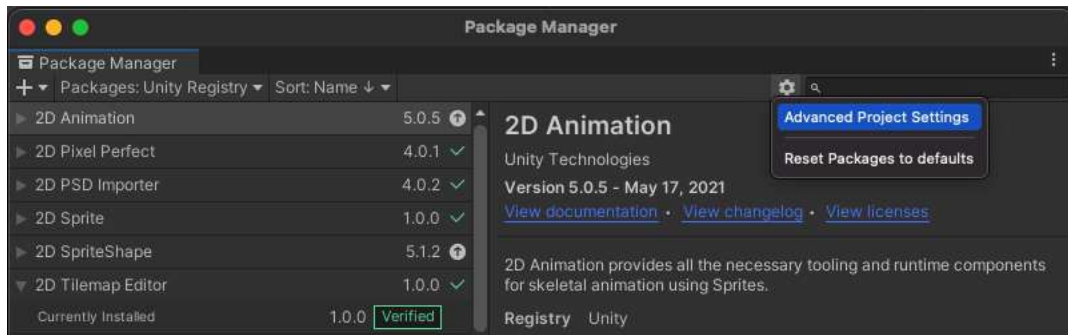 Package Manager
Package Manager
Packages: Unity Registry Sort: Name ↓
2D Animation 5.0.5
2D Pixel Perfect 4.0.1
2D PSD Importer 4.0.2
2D Sprite 1.0.0
2D SpriteShape 5.1.2
2D Tilemap Editor 1.0.0
Currently Installed 1.0.0 Verified
2D Animation
Unity Technologies
Version 5.0.5 - May 17, 2021
View documentation • View changelog • View licenses
2D Animation provides all the necessary tooling and runtime components
for skeletal animation using Sprites.
Registry Unity
Advanced Project Settings
Reset Packages to defaults